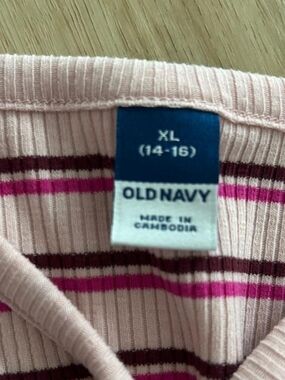 XL
(14-16)
OLD NAVY
MADE IN
CAMBODIA